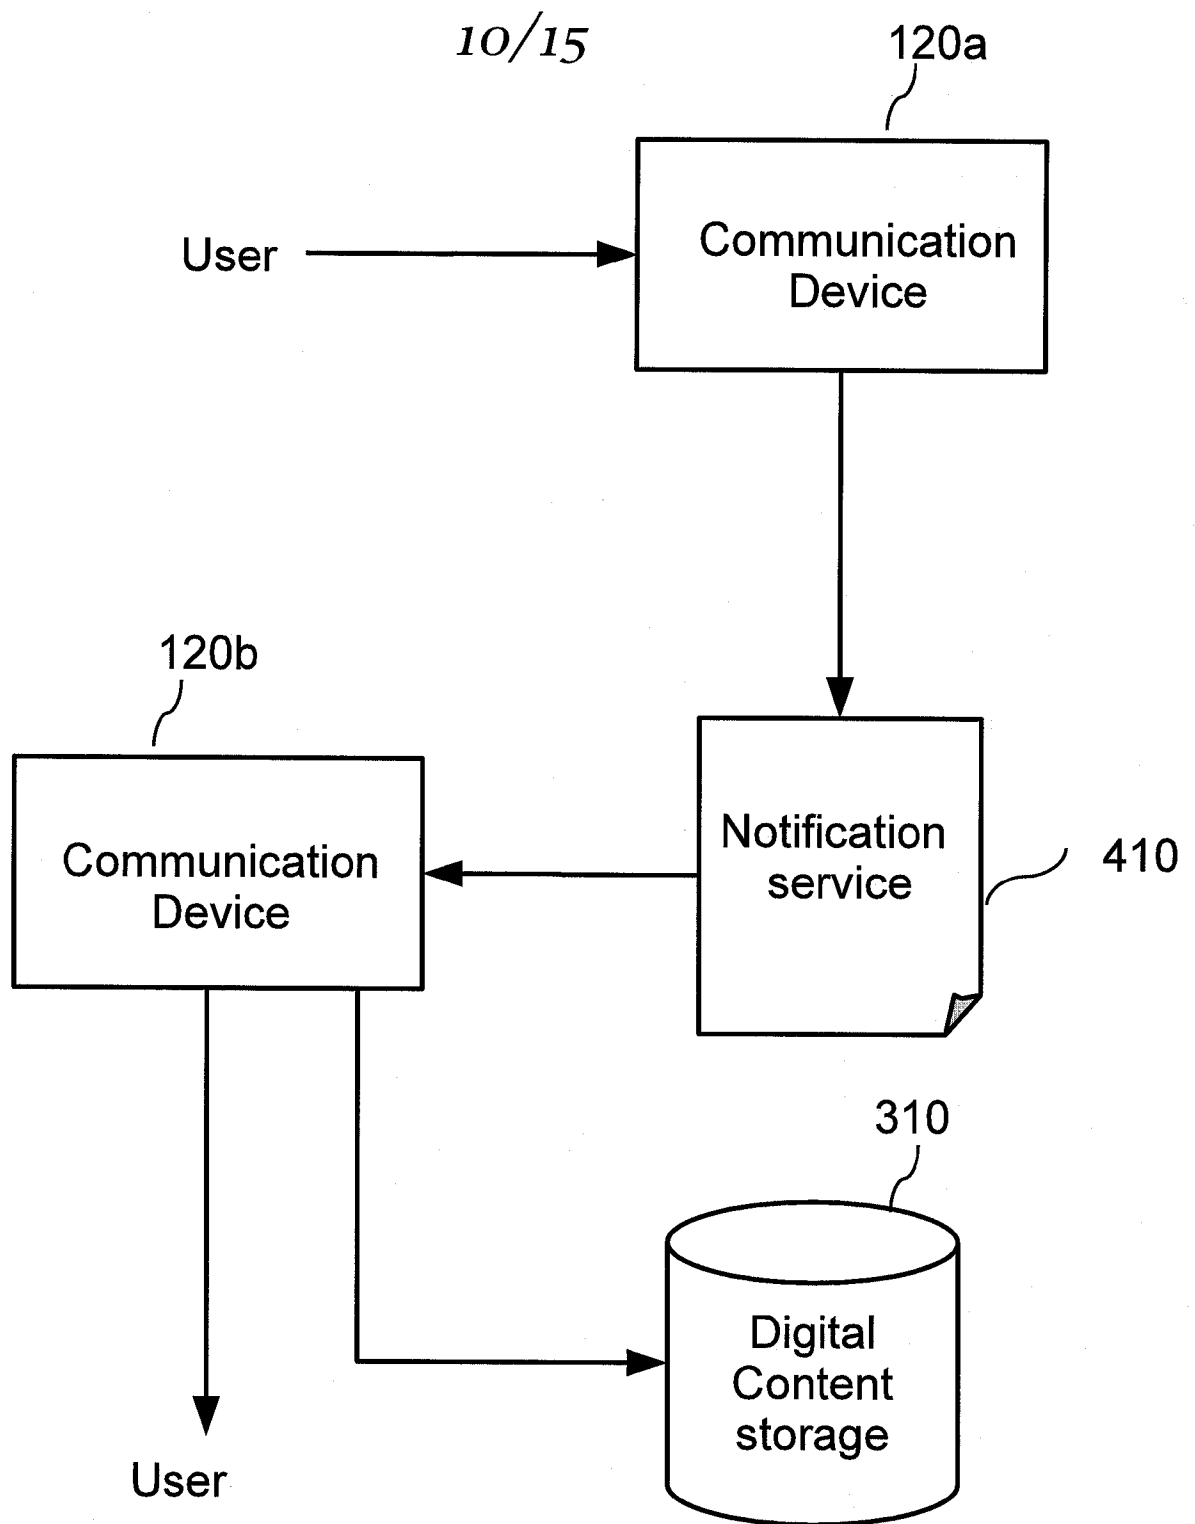 10/15
120a
User
Communication
Device
120b
Communication
Device
Notification
service
410
310
Digital
Content
storage
User